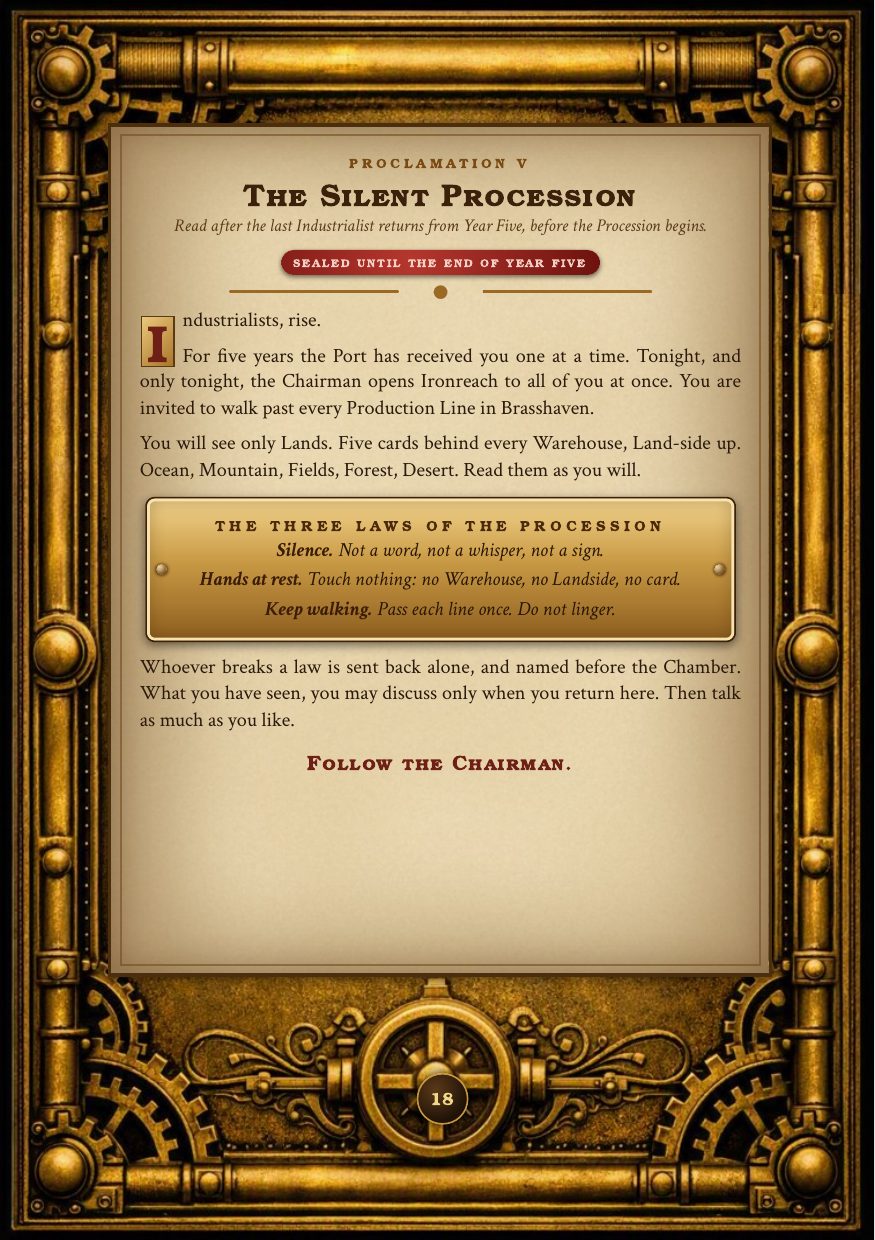 PROCLAMATION V
THE SILENT PROCESSION
Read after the last Industrialist returns from Year Five, before the Procession begins.
SEALED UNTIL THE END OF YEAR FIVE
Industrialists, rise.
For five years the Port has received you one at a time. Tonight, and
only tonight, the Chairman opens Ironreach to all of you at once. You are
invited to walk past every Production Line in Brasshaven.
You will see only Lands. Five cards behind every Warehouse, Land-side up.
Ocean, Mountain, Fields, Forest, Desert. Read them as you will.
THE THREE LAWS OF THE PROCESSION
Silence. Not a word, not a whisper, not a sign.
Hands at rest. Touch nothing: no Warehouse, no Landside, no card.
Keep walking. Pass each line once. Do not linger.
Whoever breaks a law is sent back alone, and named before the Chamber.
What you have seen, you may discuss only when you return here. Then talk
as much as you like.
FOLLOW THE CHAIRMAN.
18